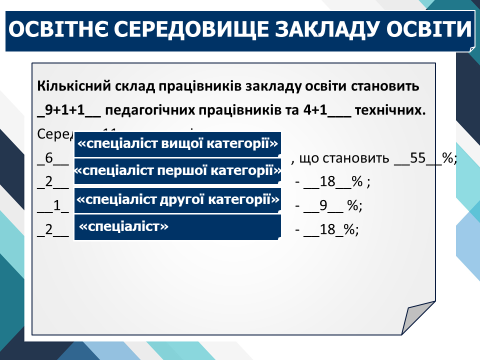 ОСВІТНЄ СЕРЕДОВИЩЕ ЗАКЛАДУ ОСВІТИ
Кількісний склад працівників закладу освіти становить
_9+1+1__ педагогічних працівників та 4+1___ технічних.
_6__ «спеціаліст вищої категорії» , що становить __55__%;
_2__ «спеціаліст першої категорії» - __18__% ;
__1_ «спеціаліст другої категорії» - __9__ %;
_2__ «спеціаліст» - __18_%;